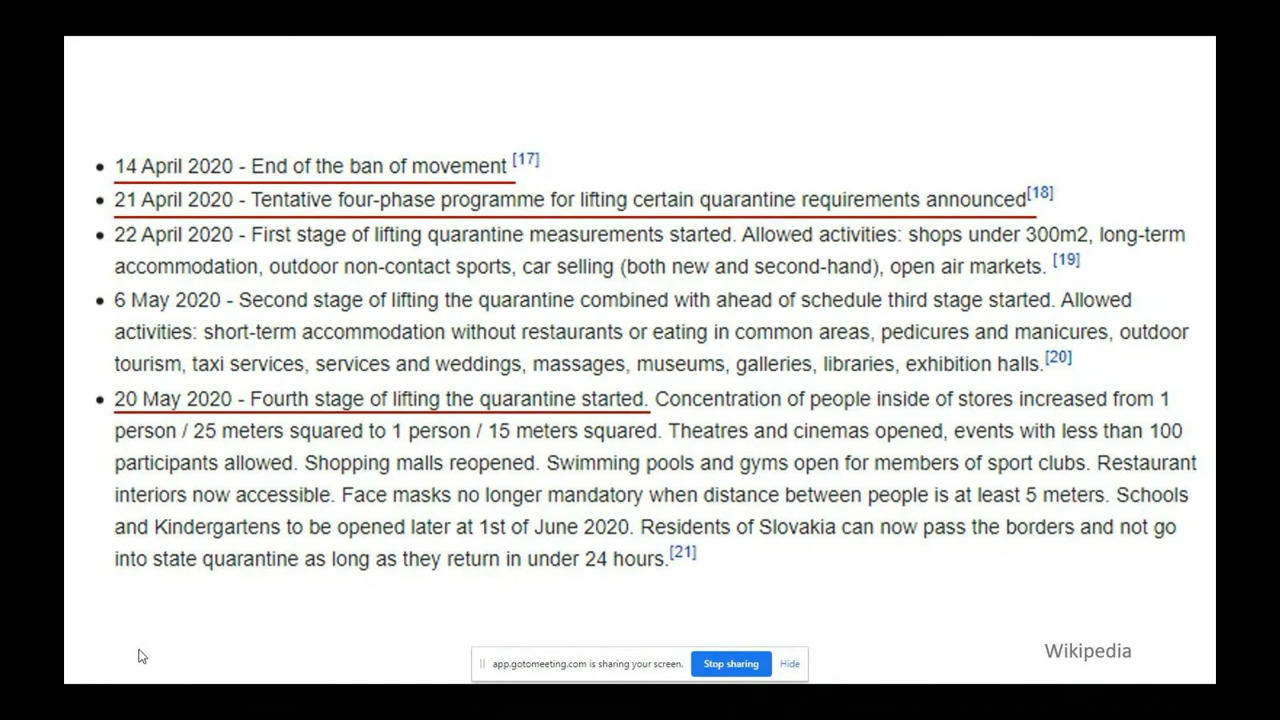 • 14 April 2020 - End of the ban of movement [17]
• 21 April 2020 - Tentative four-phase programme for lifting certain quarantine requirements announced[18]
• 22 April 2020 - First stage of lifting quarantine measurements started. Allowed activities: shops under 300m2, long-term
accommodation, outdoor non-contact sports, car selling (both new and second-hand), open air markets. [19]
• 6 May 2020 - Second stage of lifting the quarantine combined with ahead of schedule third stage started. Allowed
activities: short-term accommodation without restaurants or eating in common areas, pedicures and manicures, outdoor
tourism, taxi services, services and weddings, massages, museums, galleries, libraries, exhibition halls.[20]
• 20 May 2020 - Fourth stage of lifting the quarantine started. Concentration of people inside of stores increased from 1
person / 25 meters squared to 1 person / 15 meters squared. Theatres and cinemas opened, events with less than 100
participants allowed. Shopping malls reopened. Swimming pools and gyms open for members of sport clubs. Restaurant
interiors now accessible. Face masks no longer mandatory when distance between people is at least 5 meters. Schools
and Kindergartens to be opened later at 1st of June 2020. Residents of Slovakia can now pass the borders and not go
into state quarantine as long as they return in under 24 hours.[21]
Wikipedia
app.gotomeeting.com is sharing your screen. Stop sharing Hide